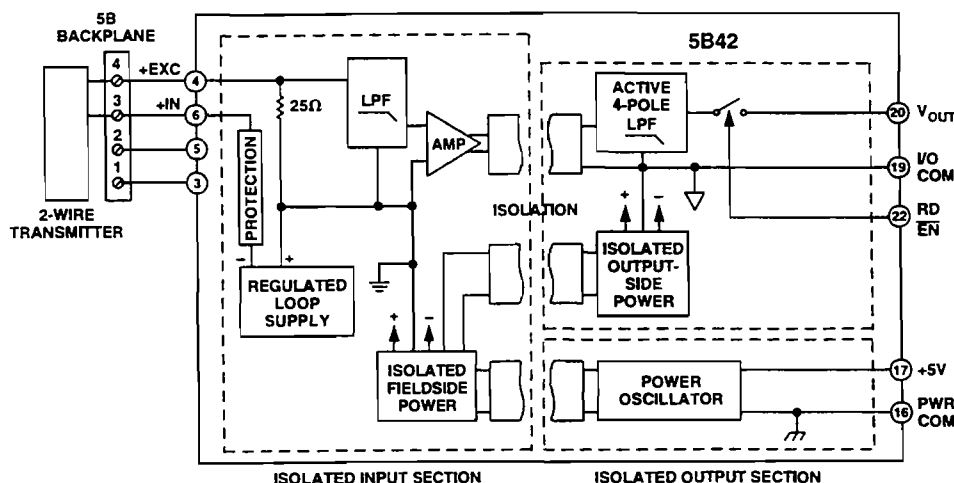 5B
BACKPLANE
5B42
4
+EXC
4
3
+IN
6
2
5
1
3
2-WIRE
TRANSMITTER
PROTECTION
25Ω
LPF
AMP
- +
REGULATED
LOOP
SUPPLY
+ -
ISOLATED
FIELDSIDE
POWER
ISOLATION
ACTIVE
4-POLE
LPF
+ -
ISOLATED
OUTPUT-
SIDE
POWER
POWER
OSCILLATOR
20 VOUT
19 I/O
COM
22 RD
EN
17 +5V
16 PWR
COM
ISOLATED INPUT SECTION
ISOLATED OUTPUT SECTION